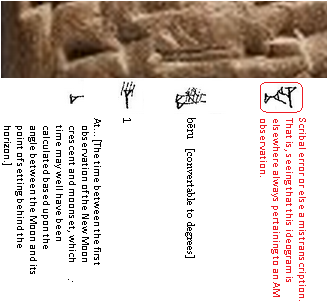 Scribal error or else a mistranscription.
That is, seeing that this ideogram is
elsewhere always pertaining to an AM
observation.
bēru [convertable to degrees]
1
At... [The time between the first
observation of the New Moon
crescent and moonset, which
time may well have been
calculated based upon the
angle between the Moon and its
point of setting behind the
horizon.]